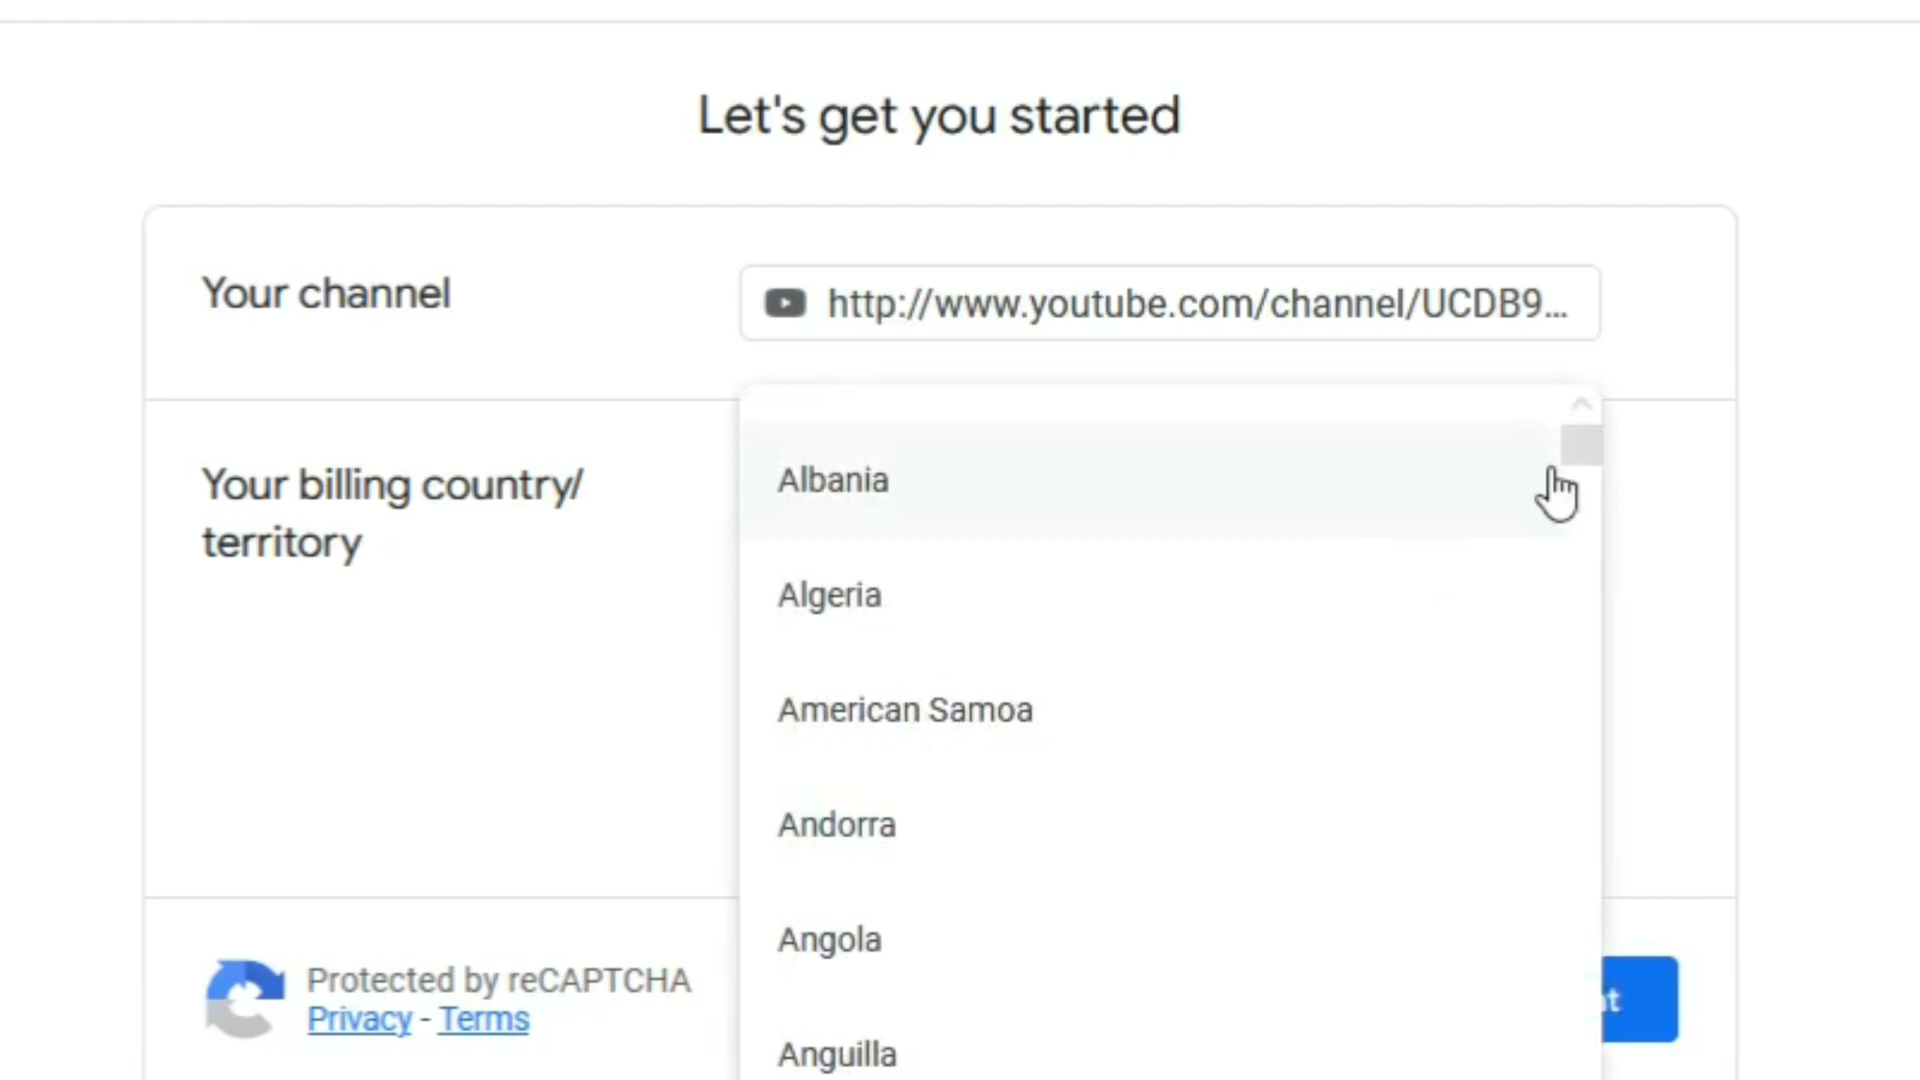 Let's get you started
Your channel
http://www.youtube.com/channel/UCDB9...
Your billing country/
territory
Albania
Algeria
American Samoa
Andorra
Angola
Anguilla
Protected by reCAPTCHA
Privacy - Terms